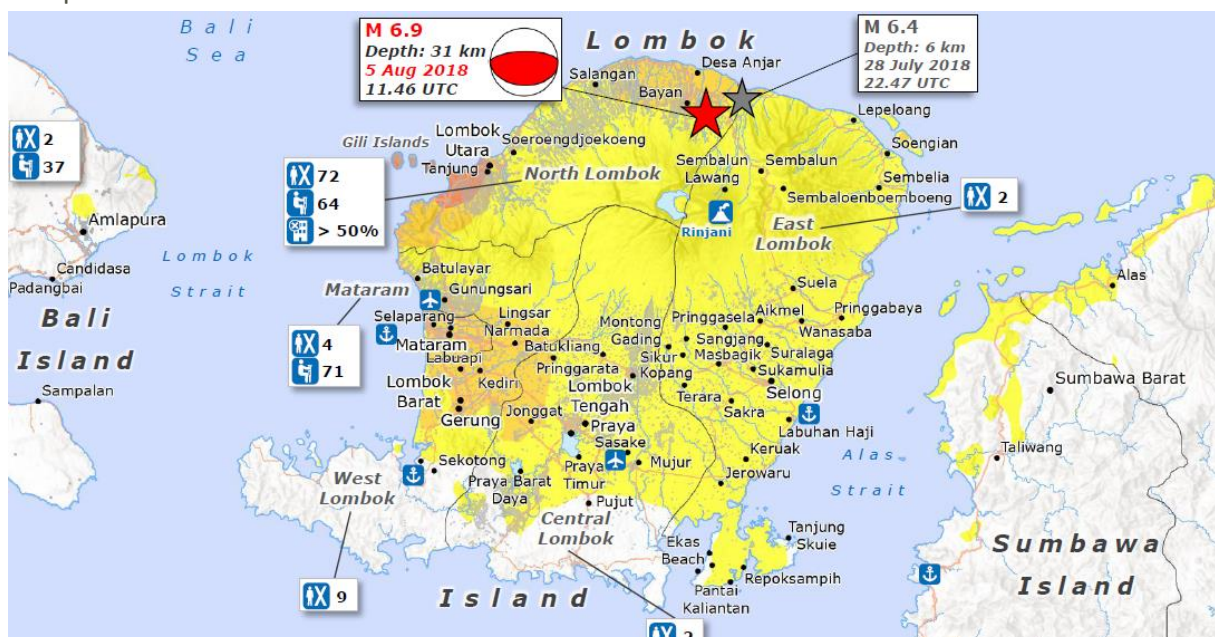 Bali
Sea
M 6.9
Depth: 31 km
5 Aug 2018
11.46 UTC
Lombok
M 6.4
Depth: 6 km
28 July 2018
22.47 UTC
Desa Anjar
Salangan
Bayan
Lepeloang
2
37
Gili Islands
Lombok
Utara
Tanjung
Soeroengdjoekoeng
Soengian
72
64
> 50%
North Lombok
Sembalun
Lawang
Sembalun
Sembelia
Sembaloenboemboeng
2
Rinjani
East
Lombok
Amlapura
Candidasa
Padangbai
Lombok
Strait
Batulayar
Gunungsari
Mataram
Suela
Alas
Bali
Island
Selaparang
Lingsar
Narmada
Mataram
Montong
Gading
Pringgasela
Aikmel
Pringgabaya
Wanasaba
4
71
Labuapi
Batukliang
Sikur
Sangjang
Masbagik
Suralaga
Kediri
Pringgarata
Kopang
Sukamulia
Sampalan
Lombok
Barat
Lombok
Tengah
Terara
Selong
Sumbawa Barat
Gerung
Jonggat
Praya
Sakra
Labuhan Haji
Sasake
Keruak
Alas
Strait
Taliwang
Sekotong
Praya Barat
Daya
Praya
Timur
Mujur
Jerowaru
West
Lombok
Pujut
Central
Lombok
Tanjung
Skuie
Ekas
Beach
Repoksampih
Pantai
Kaliantan
Sumbawa
Island
9
Island